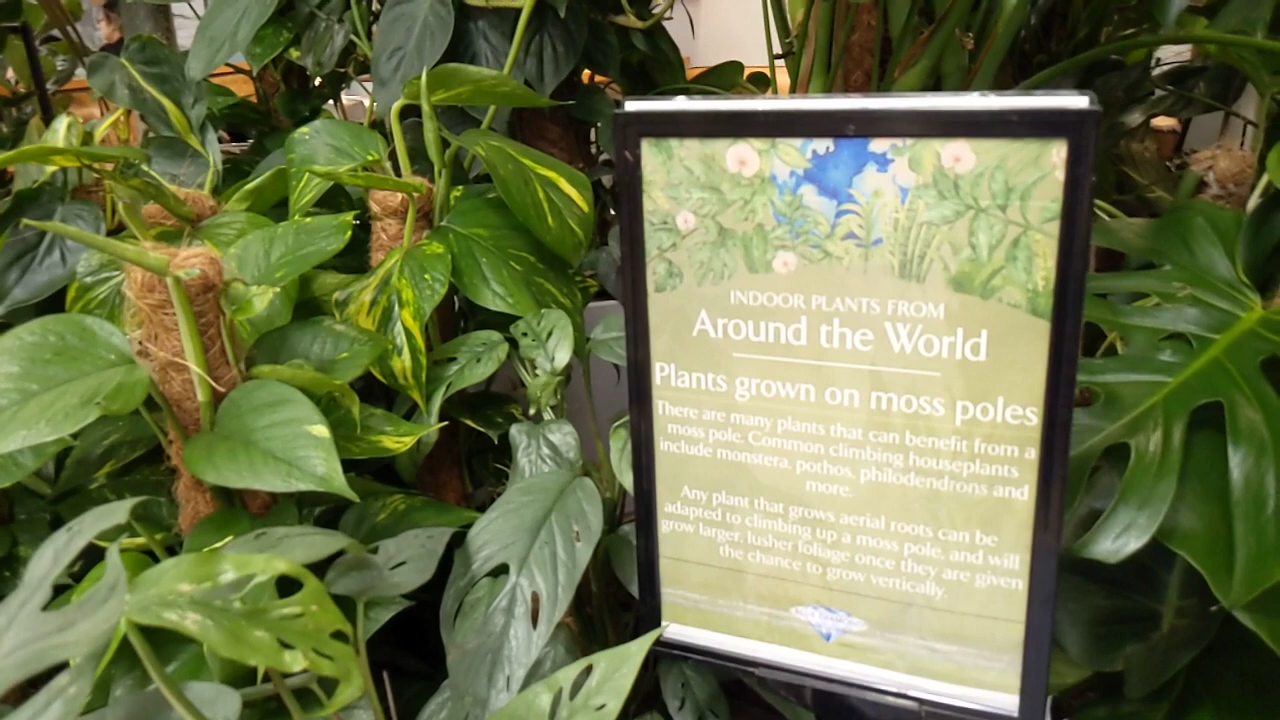 INDOOR PLANTS FROM
Around the World
Plants grown on moss poles
There are many plants that can benefit from a
moss pole. Common climbing houseplants
include monstera, pothos, philodendrons and
more.
Any plant that grows aerial roots can be
adapted to climbing up a moss pole, and will
grow larger, lusher foliage once they are given
the chance to grow vertically.